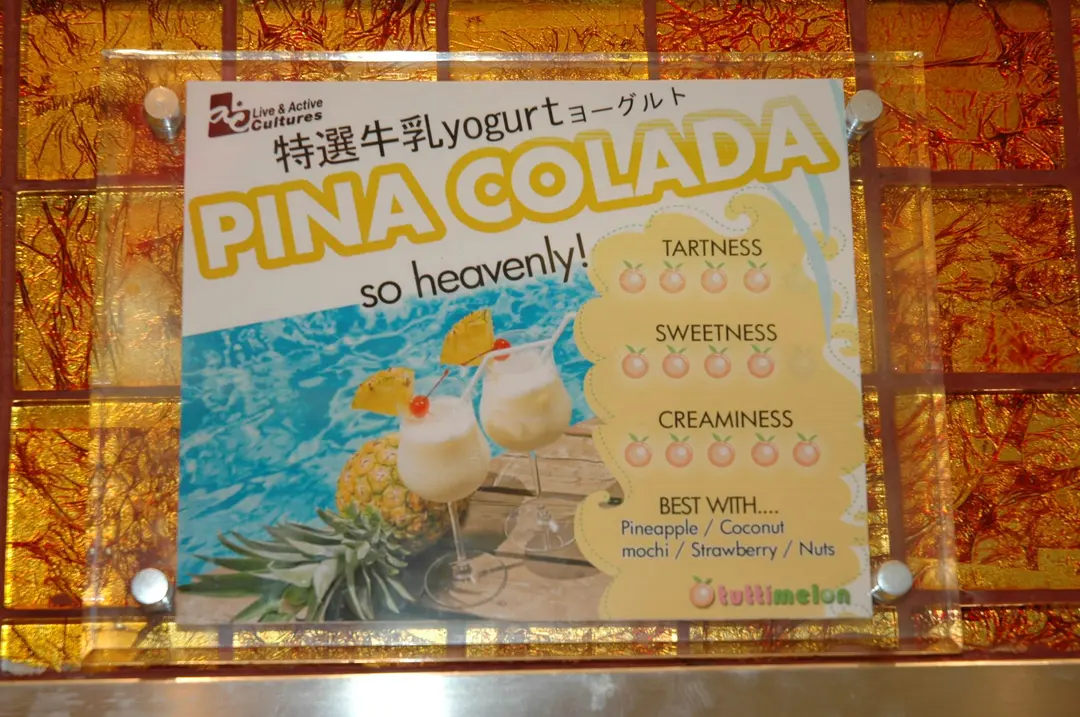 Live & Active
Cultures
特選牛乳yogurtヨーグルト
PINA COLADA
so heavenly!
TARTNESS
SWEETNESS
CREAMINESS
BEST WITH....
Pineapple / Coconut
mochi / Strawberry / Nuts
tuttimelon